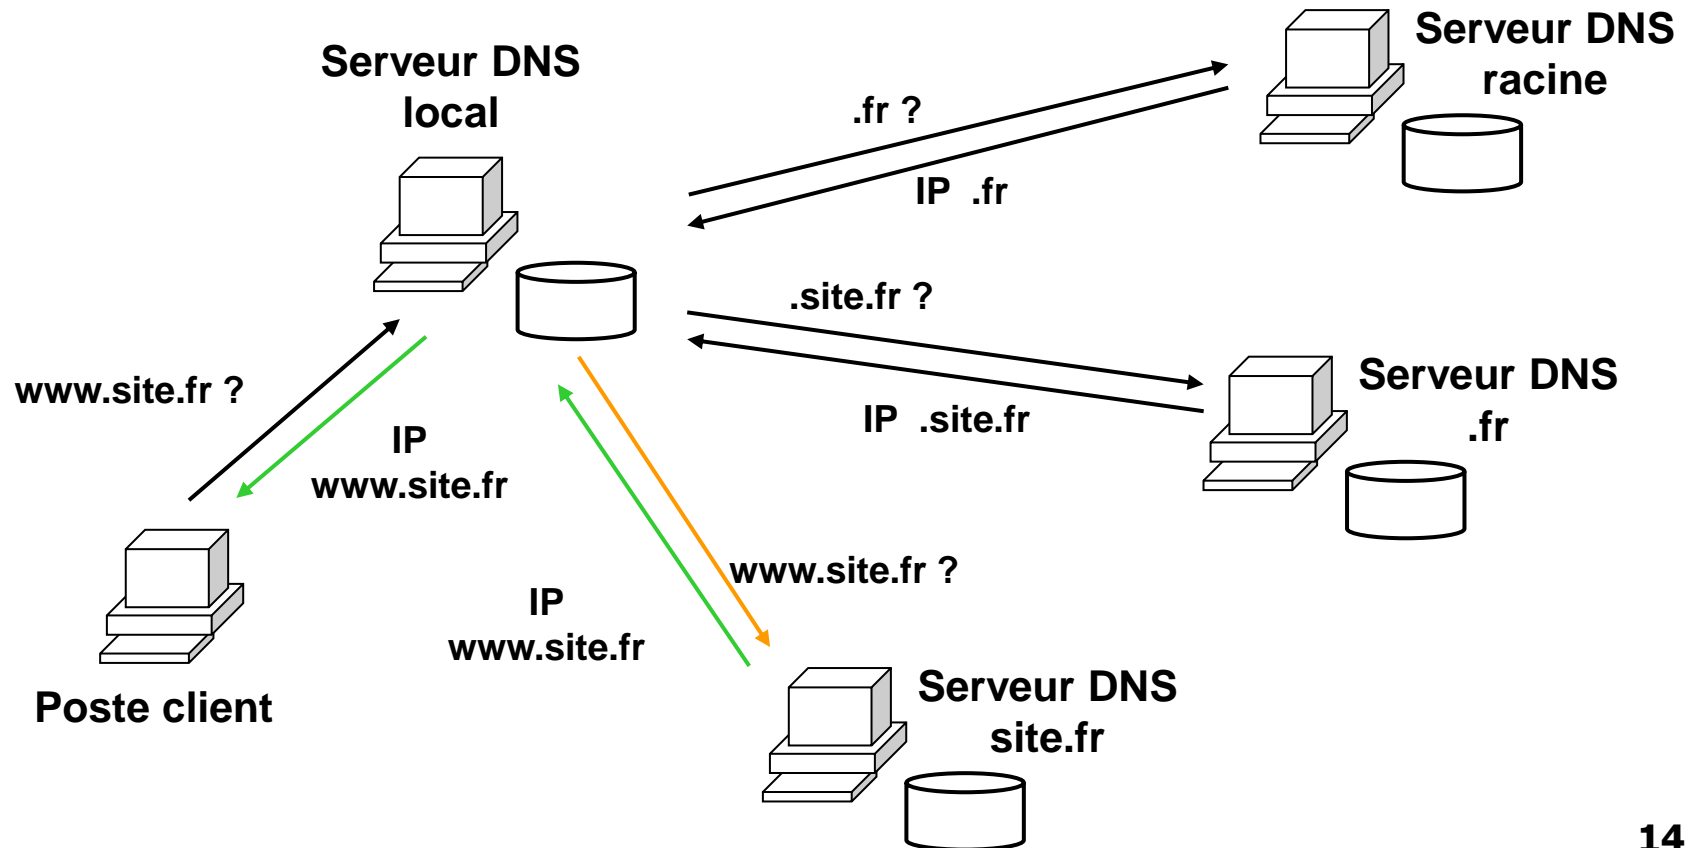 Serveur DNS
local
Serveur DNS
racine
.fr ?
IP .fr
.site.fr ?
IP .site.fr
Serveur DNS
.fr
www.site.fr ?
IP
www.site.fr
www.site.fr ?
IP
www.site.fr
Poste client
Serveur DNS
site.fr
14